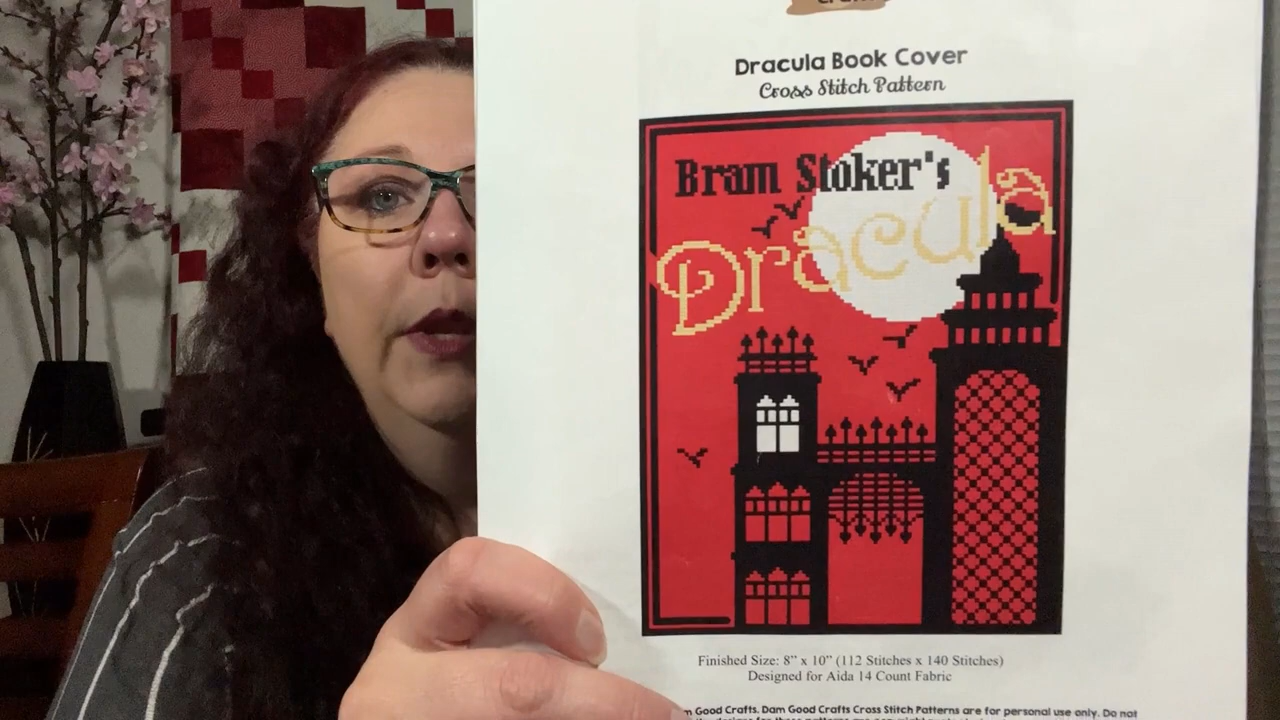 Dracula Book Cover
Cross Stitch Pattern
Bram Stoker's
Dracula
Finished Size: 8" x 10" (112 Stitches x 140 Stitches)
Designed for Aida 14 Count Fabric
Good Crafts. Dam Good Crafts Cross Stitch Patterns are for personal use only. Do not